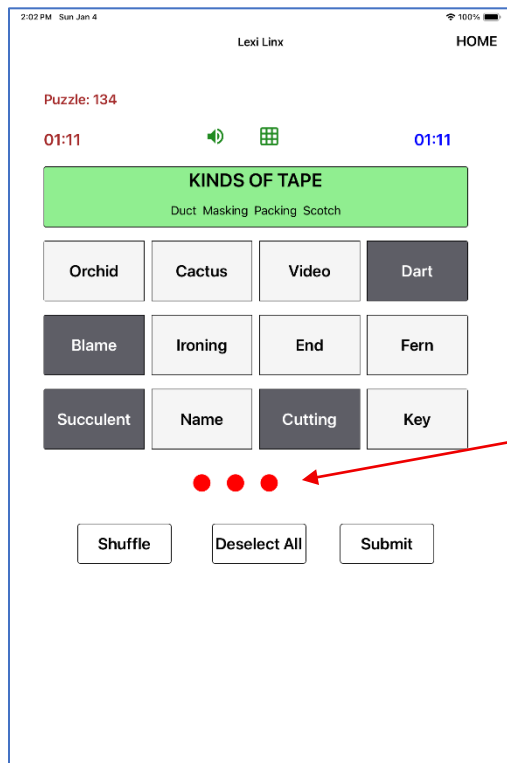 2:02 PM Sun Jan 4 100%
Lexi Linx HOME
Puzzle: 134
01:11 01:11
KINDS OF TAPE
Duct Masking Packing Scotch
Orchid Cactus Video Dart
Blame Ironing End Fern
Succulent Name Cutting Key
Shuffle Deselect All Submit